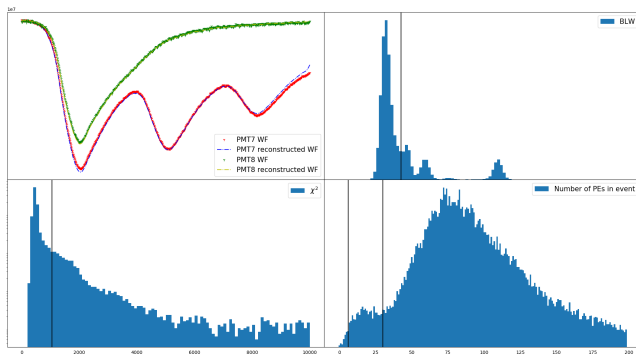 1e7
BLW
PMT7 WF
PMT7 reconstructed WF
PMT8 WF
PMT8 reconstructed WF
χ²
Number of PEs in event
0 2000 4000 6000 8000 10000
0 25 50 75 100 125 150 175 200